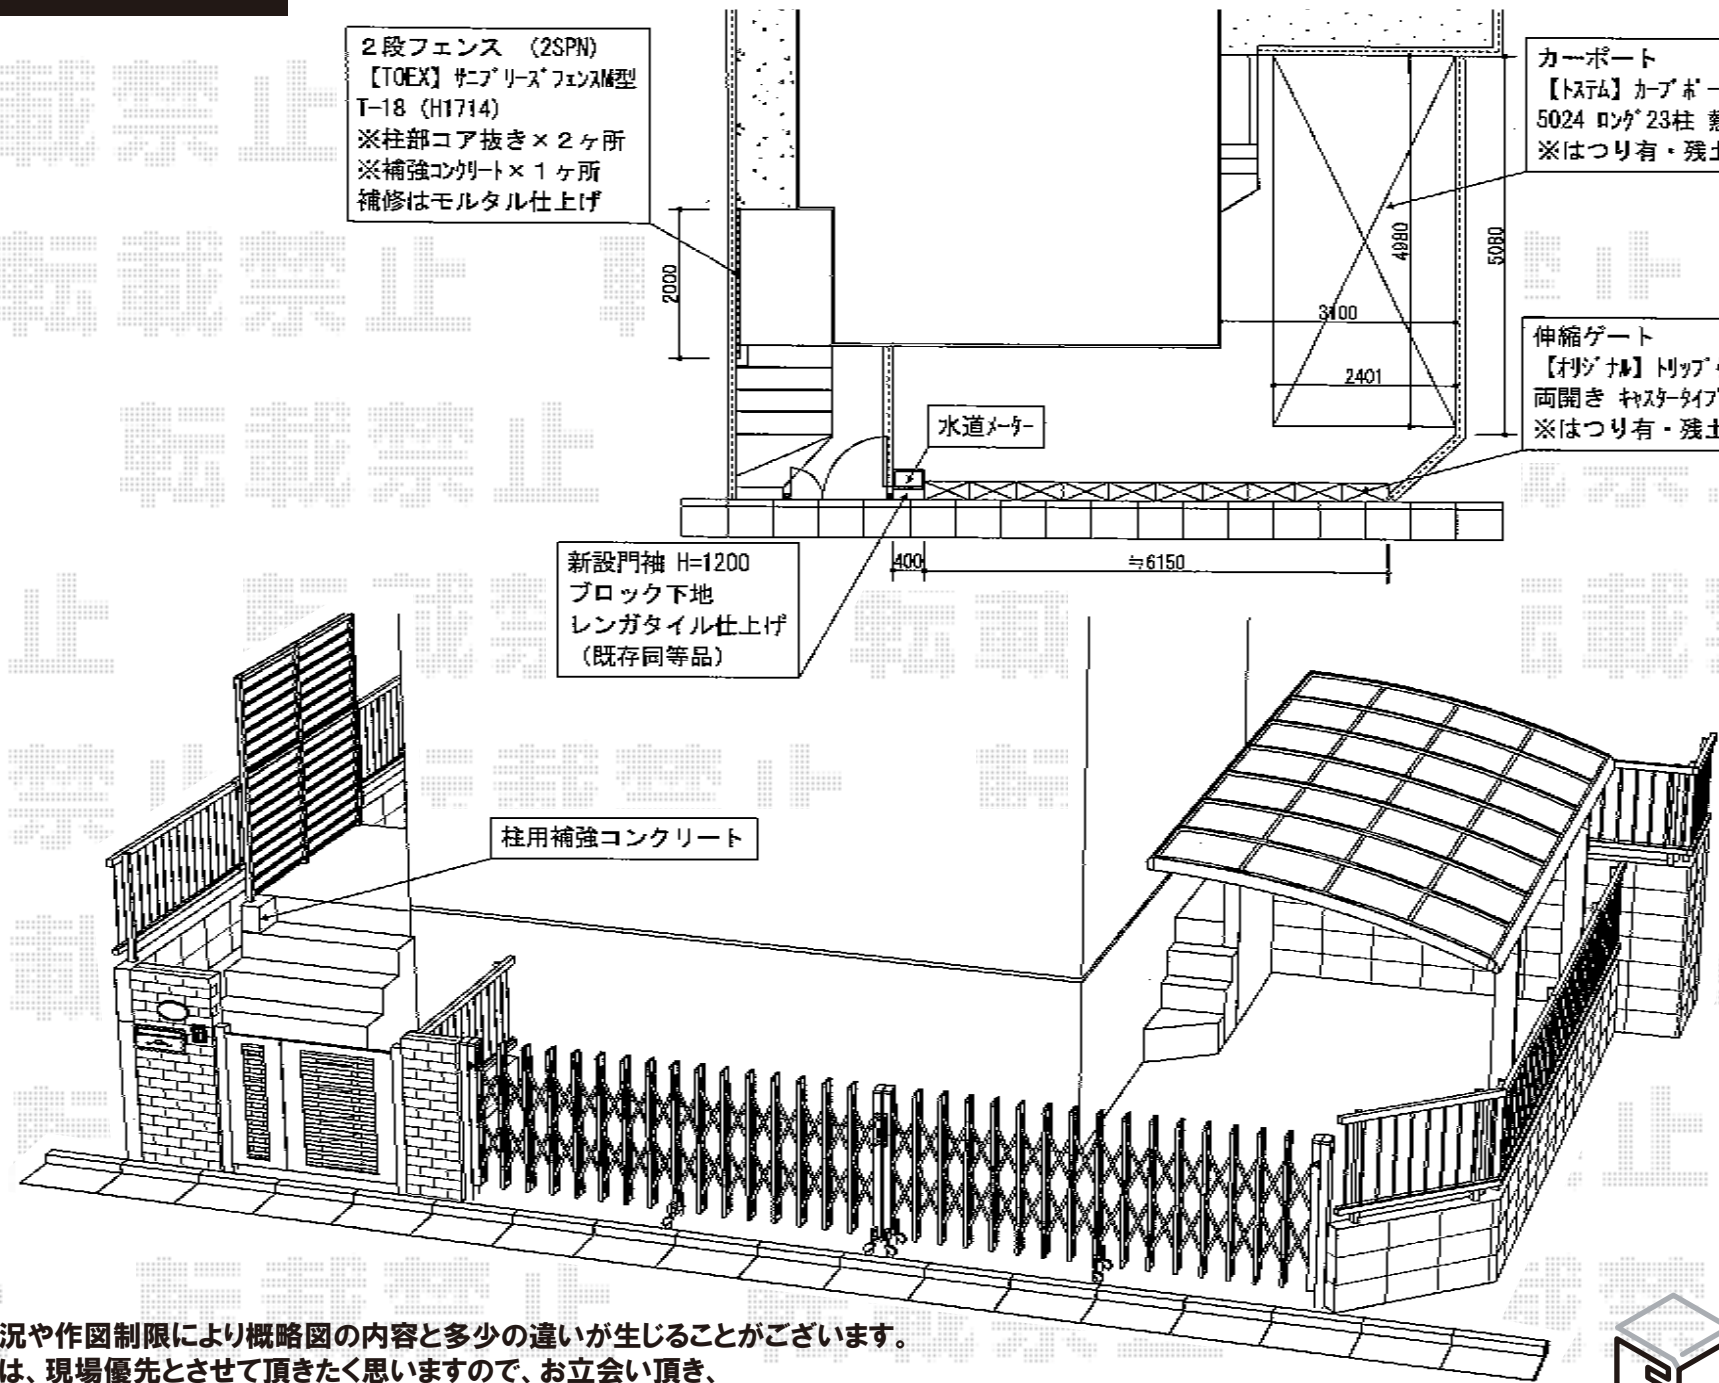 2段フェンス (2SPN)
【TOEX】 ｻﾆﾌﾞﾘｰｽﾞﾌｪﾝｽM型
T-18 (H1714)
※柱部コア抜き×2ヶ所
※補強ｺﾝｸﾘｰﾄ×1ヶ所
補修はモルタル仕上げ
カーポート
【ﾄｽﾃﾑ】 ｶｰﾌﾞﾎﾟｰ
5024 ﾛﾝｸﾞ23柱
※はつり有・残土
2000
4980
5080
3100
2401
伸縮ゲート
【ｵﾘｼﾞﾅﾙ】 ﾄﾘｯﾌﾟ
両開き ｷｬｽﾀｰﾀｲﾌﾟ
※はつり有・残土
水道ﾒｰﾀｰ
新設門袖 H=1200
ブロック下地
レンガタイル仕上げ
(既存同等品)
400
≒6150
柱用補強コンクリート
況や作図制限により概略図の内容と多少の違いが生じることがございます。
は、現場優先とさせて頂きたく思いますので、お立会い頂き、
転載禁止